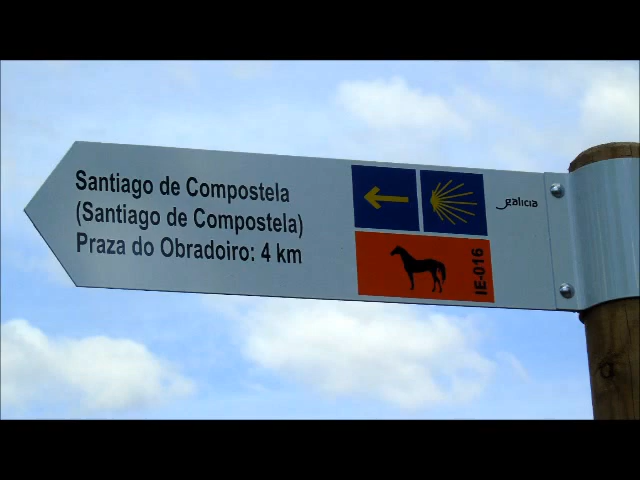 Santiago de Compostela
(Santiago de Compostela)
Praza do Obradoiro: 4 km
galicia
IE-016